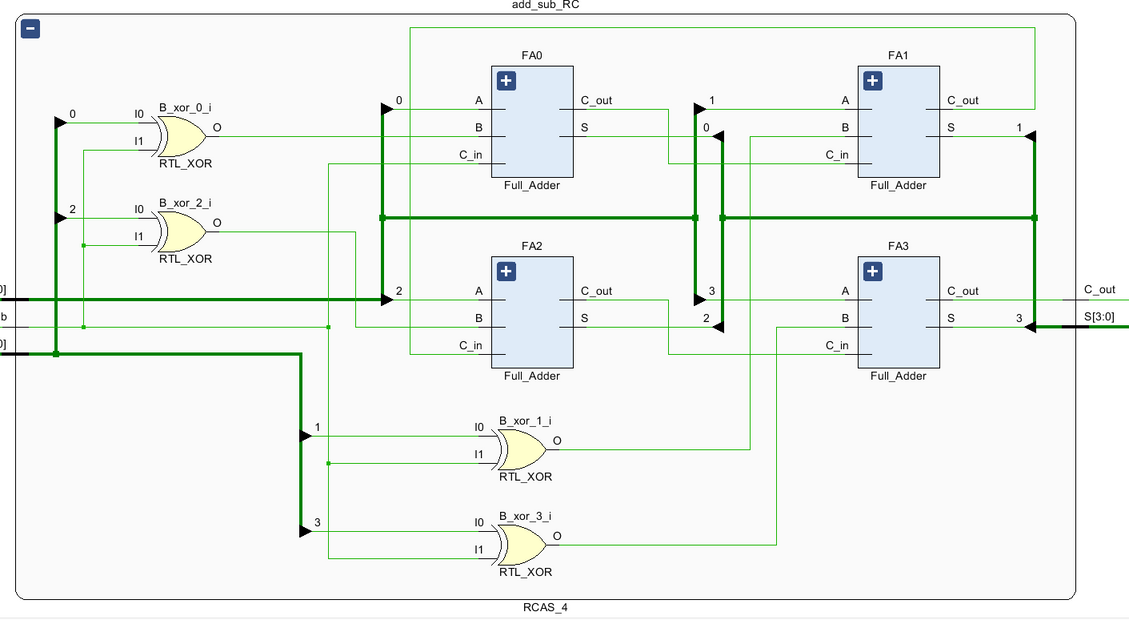 add_sub_RC
FA0
FA1
0 B_xor_0_i
I0
I1
O
RTL_XOR
0
A
B
C_in
C_out
S
Full_Adder
1
0
A
B
C_in
C_out
S
1
Full_Adder
2 B_xor_2_i
I0
I1
O
RTL_XOR
FA2
FA3
2
A
B
C_in
C_out
S
Full_Adder
3
2
A
B
C_in
C_out
S
3
Full_Adder
0]
b
0]
C_out
S[3:0]
1
B_xor_1_i
I0
I1
O
RTL_XOR
3
B_xor_3_i
I0
I1
O
RTL_XOR
RCAS_4